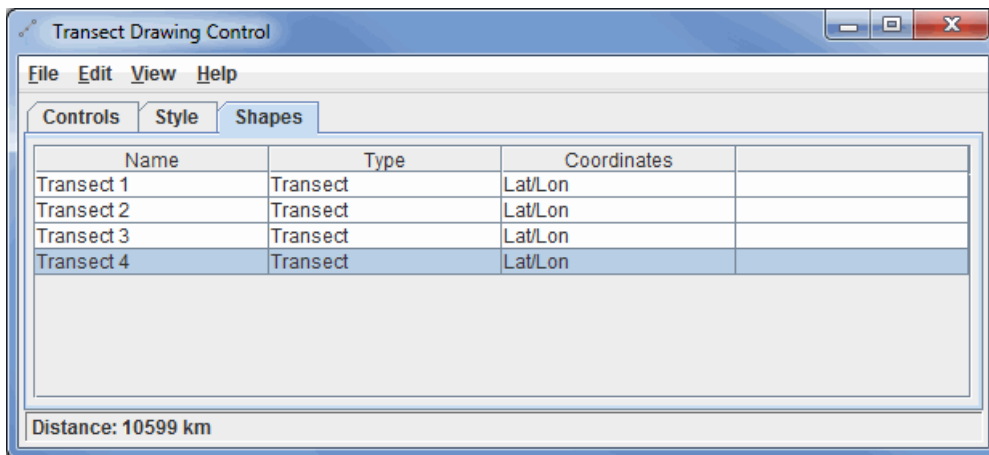 Transect Drawing Control
File Edit View Help
Controls Style Shapes
Name Type Coordinates
Transect 1 Transect Lat/Lon
Transect 2 Transect Lat/Lon
Transect 3 Transect Lat/Lon
Transect 4 Transect Lat/Lon
Distance: 10599 km